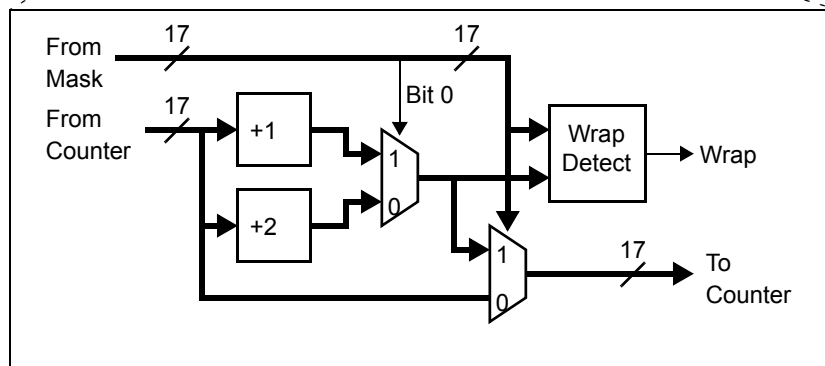 From
Mask
17
17
Bit 0
From
Counter
17
+1
+2
1
0
Wrap
Detect
Wrap
1
0
17
To
Counter